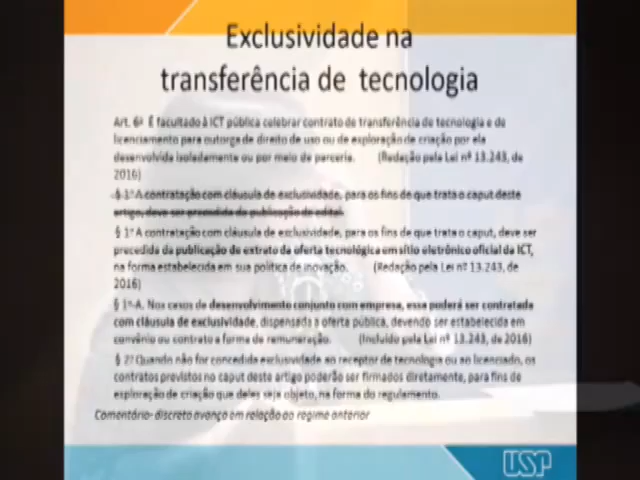 Exclusividade na
transferência de tecnologia
Art. 6º É facultado à ICT pública celebrar contrato de transferência de tecnologia e de
licenciamento para outorga de direito de uso ou de exploração de criação por ela
desenvolvida isoladamente ou por meio de parceria. (Redação pela Lei nº 13.243, de
2016)
§ 1º A contratação com cláusula de exclusividade, para os fins de que trata o caput deste
artigo, deve ser precedida da publicação de edital.
§ 1º A contratação com cláusula de exclusividade, para os fins de que trata o caput, deve ser
precedida da publicação de extrato da oferta tecnológica em sítio eletrônico oficial da ICT,
na forma estabelecida em sua política de inovação. (Redação pela Lei nº 13.243, de
2016)
§ 1º-A. Nos casos de desenvolvimento conjunto com empresa, essa poderá ser contratada
com cláusula de exclusividade, dispensada a oferta pública, devendo ser estabelecida em
convênio ou contrato a forma de remuneração. (Incluído pela Lei nº 13.243, de 2016)
§ 2º Quando não for concedida exclusividade ao receptor de tecnologia ou ao licenciado, os
contratos previstos no caput deste artigo poderão ser firmados diretamente, para fins de
exploração de criação que deles seja objeto, na forma do regulamento.
Comentário- discreto avanço em relação ao regime anterior
USP